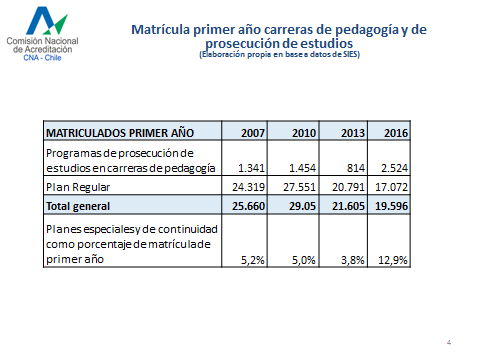 Comisión Nacional
de Acreditación
CNA - Chile
Matrícula primer año carreras de pedagogía y de
prosecución de estudios
(Elaboración propia en base a datos de SIES)
MATRICULADOS PRIMER AÑO 2007 2010 2013 2016
Programas de prosecución de
estudios en carreras de pedagogía 1.341 1.454 814 2.524
Plan Regular 24.319 27.551 20.791 17.072
Total general 25.660 29.05 21.605 19.596
Planes especiales y de continuidad
como porcentaje de matrícula de
primer año 5,2% 5,0% 3,8% 12,9%
4